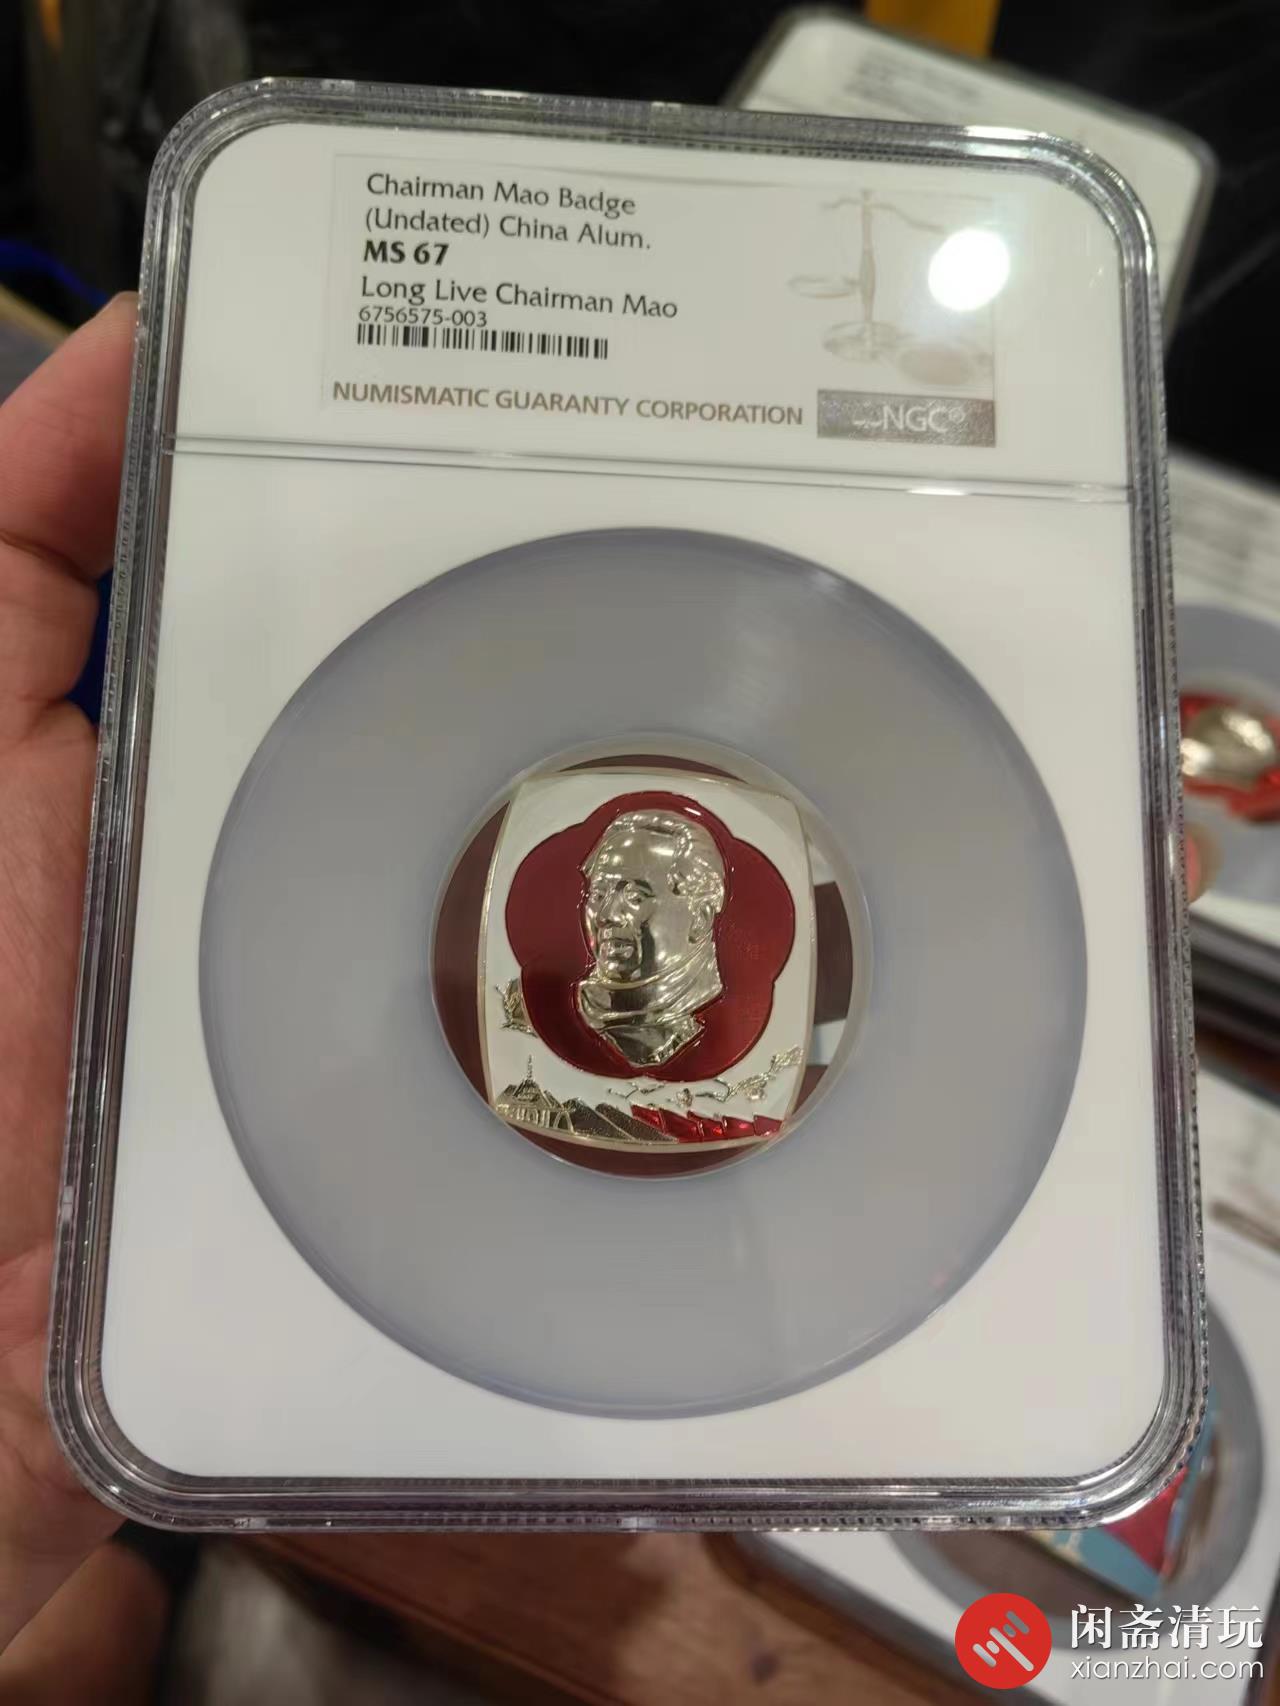 Chairman Mao Badge
(Undated) China Alum.
MS 67
Long Live Chairman Mao
6756575-003
NUMISMATIC GUARANTY CORPORATION
NGC®
闲斋清玩
xianzhai.com